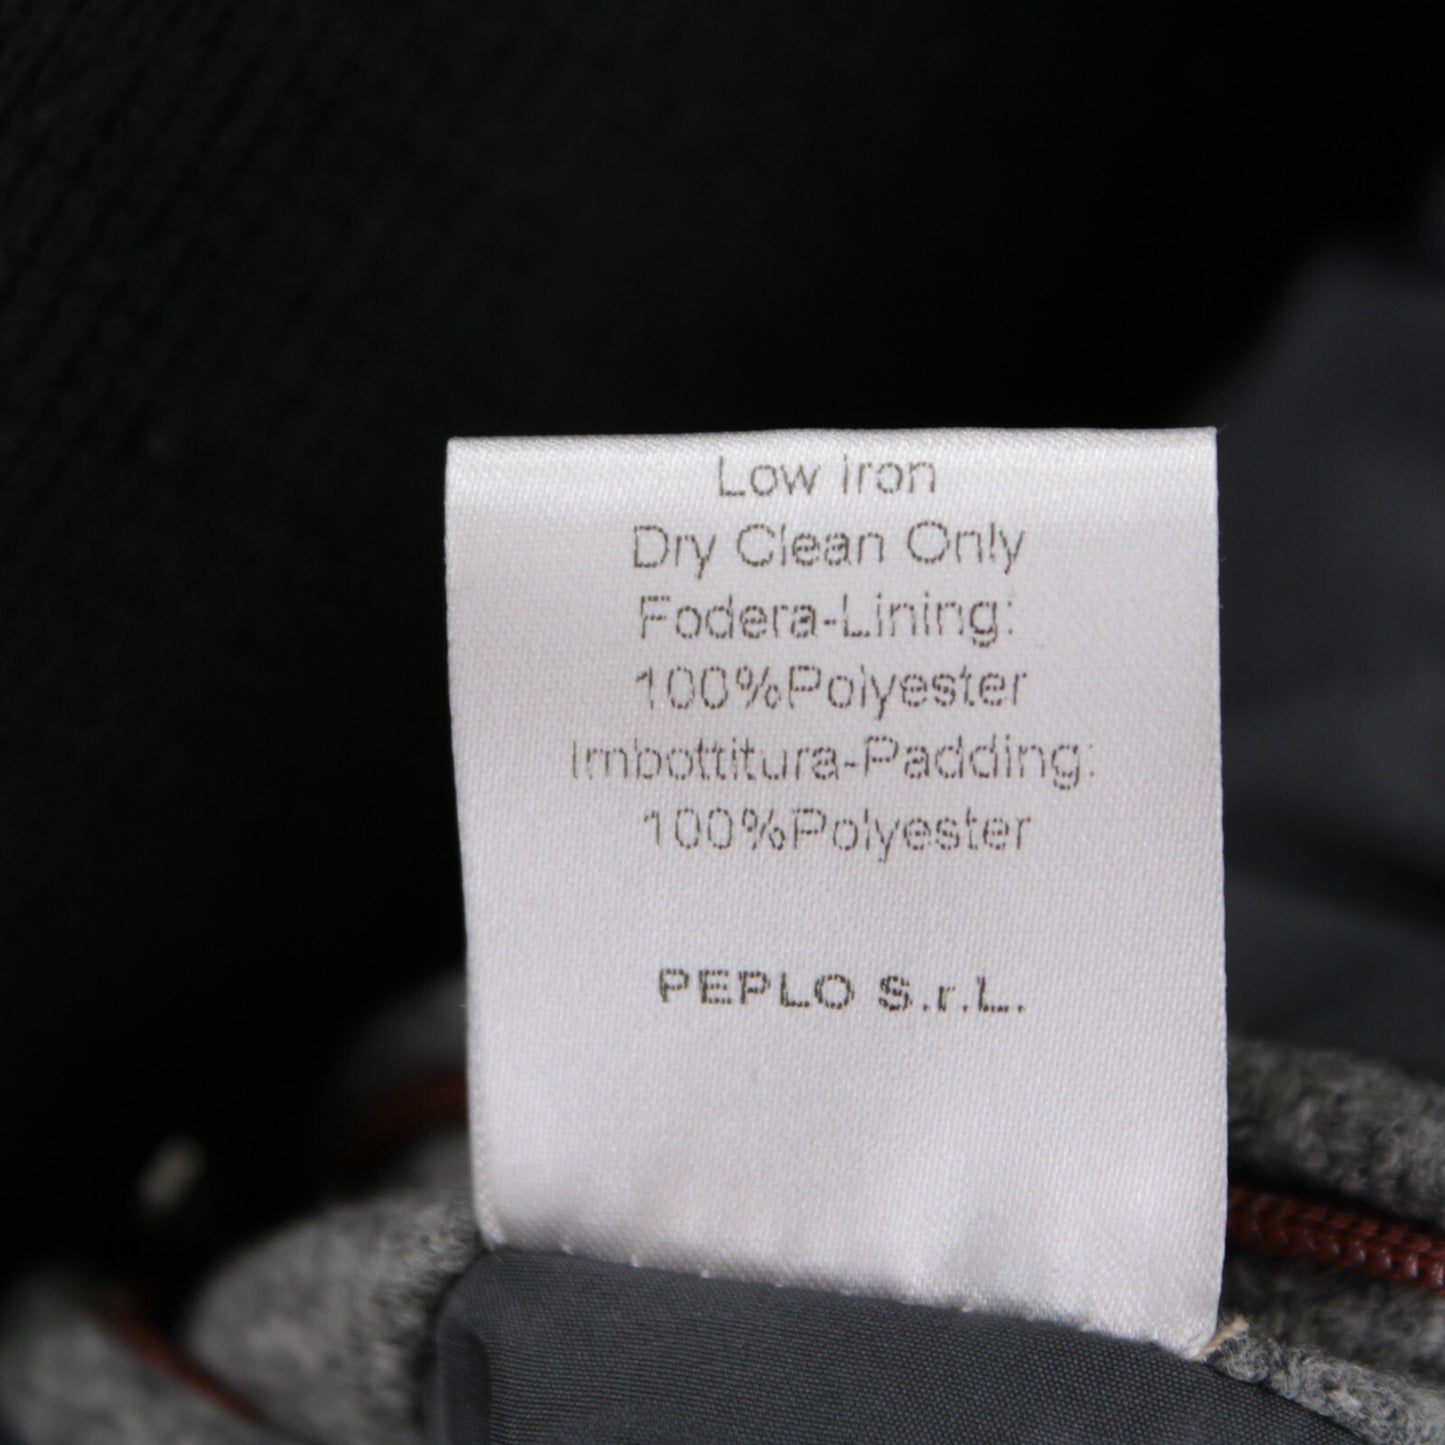 Low iron
Dry Clean Only
Fodera-Lining:
100%Polyester
Imbottitura-Padding:
100%Polyester
PEPLO S.r.L.